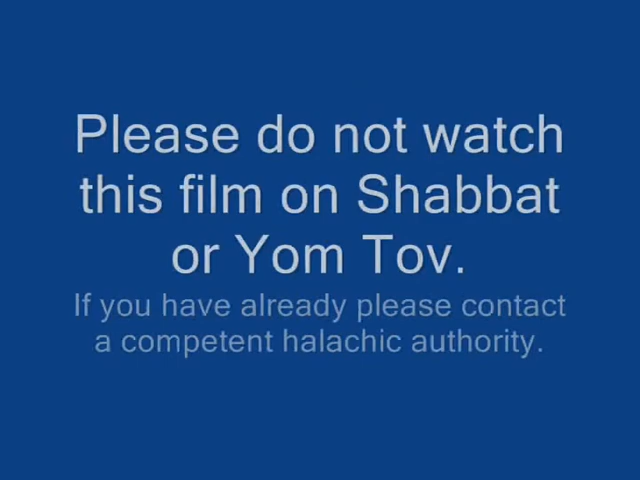 Please do not watch
this film on Shabbat
or Yom Tov.
If you have already please contact
a competent halachic authority.